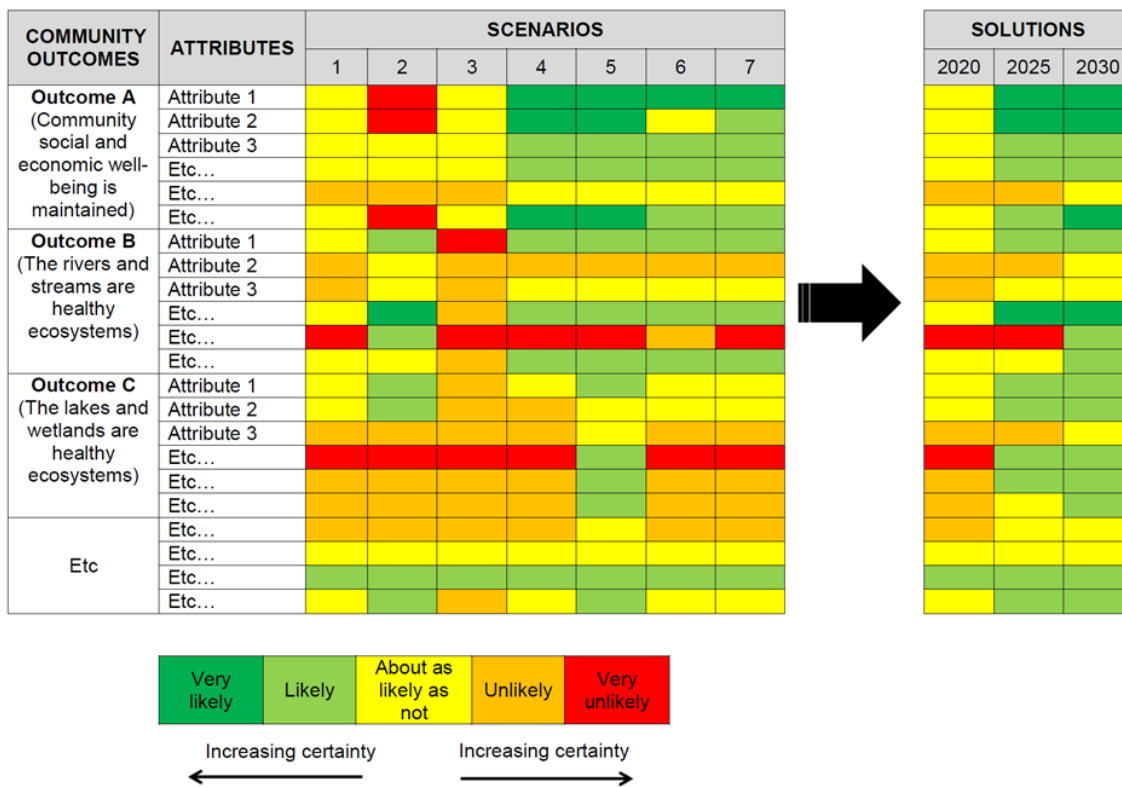 COMMUNITY
OUTCOMES
ATTRIBUTES
SCENARIOS
1 2 3 4 5 6 7
SOLUTIONS
2020 2025 2030
Outcome A
(Community
social and
economic well-
being is
maintained)
Attribute 1
Attribute 2
Attribute 3
Etc…
Etc…
Etc…
Outcome B
(The rivers and
streams are
healthy
ecosystems)
Attribute 1
Attribute 2
Attribute 3
Etc…
Etc…
Etc…
Outcome C
(The lakes and
wetlands are
healthy
ecosystems)
Attribute 1
Attribute 2
Attribute 3
Etc…
Etc…
Etc…
Etc
Etc…
Etc…
Etc…
Etc…
Very
likely
Likely
About as
likely as
not
Unlikely
Very
unlikely
Increasing certainty
Increasing certainty